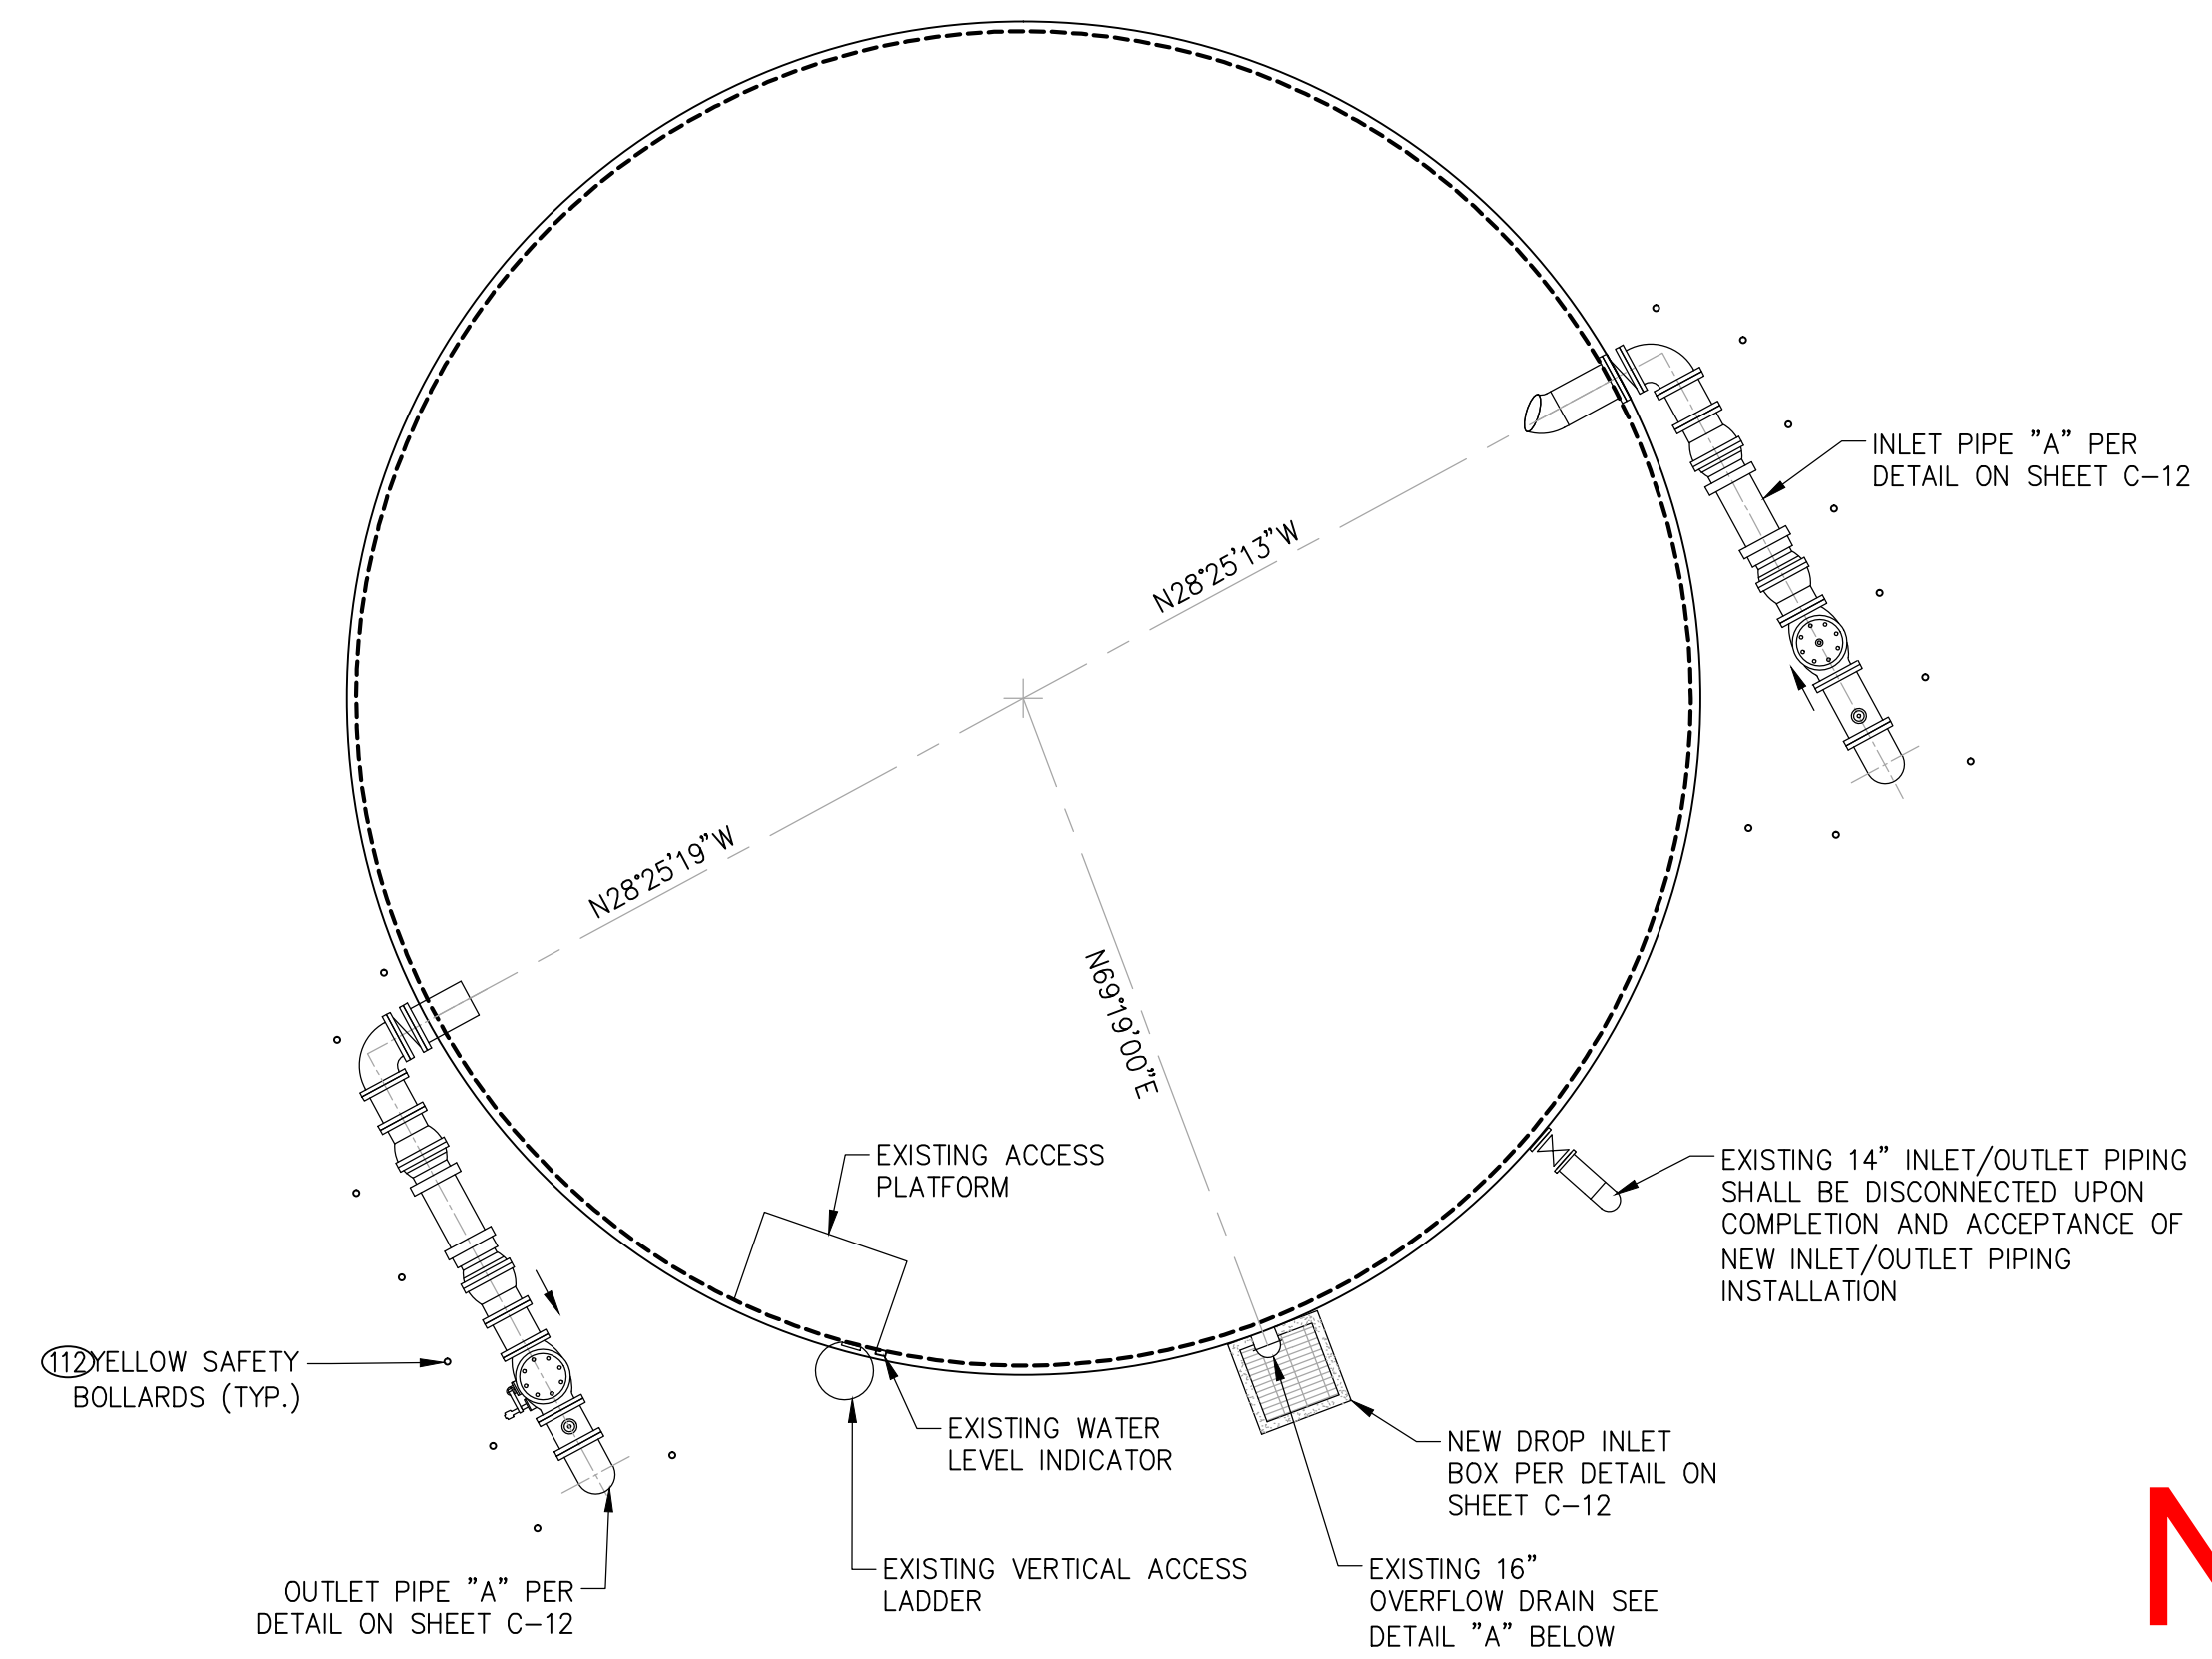 INLET PIPE "A" PER
DETAIL ON SHEET C-12
N28°25'13"W
N28°25'19"W
N69°19'00"E
EXISTING ACCESS
PLATFORM
EXISTING 14" INLET/OUTLET PIPING
SHALL BE DISCONNECTED UPON
COMPLETION AND ACCEPTANCE OF
NEW INLET/OUTLET PIPING
INSTALLATION
112 YELLOW SAFETY
BOLLARDS (TYP.)
EXISTING WATER
LEVEL INDICATOR
NEW DROP INLET
BOX PER DETAIL ON
SHEET C-12
EXISTING VERTICAL ACCESS
LADDER
EXISTING 16"
OVERFLOW DRAIN SEE
DETAIL "A" BELOW
OUTLET PIPE "A" PER
DETAIL ON SHEET C-12